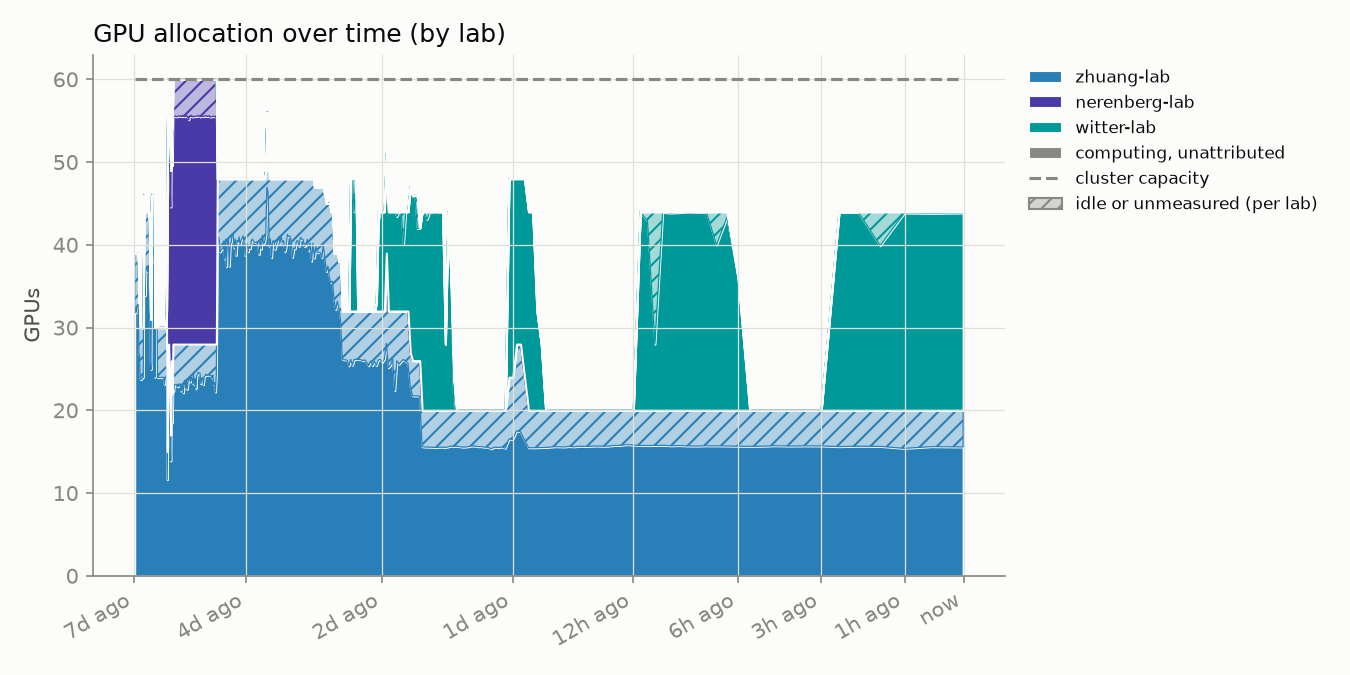 GPU allocation over time (by lab)
60
50
40
30
20
10
0
GPUs
7d ago
4d ago
2d ago
1d ago
12h ago
6h ago
3h ago
1h ago
now
zhuang-lab
nerenberg-lab
witter-lab
computing, unattributed
cluster capacity
idle or unmeasured (per lab)